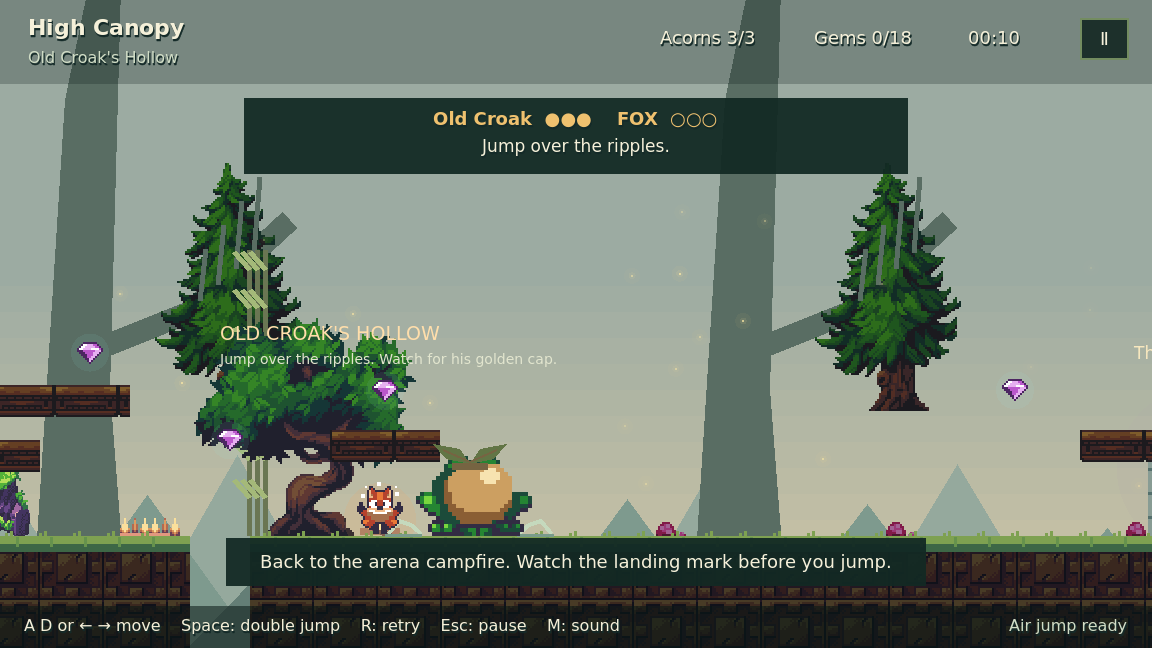 High Canopy
Old Croak's Hollow
Acorns 3/3 Gems 0/18 00:10 II
Old Croak ●●● FOX ○○○
Jump over the ripples.
OLD CROAK'S HOLLOW
Jump over the ripples. Watch for his golden cap.
Th
Back to the arena campfire. Watch the landing mark before you jump.
A D or ← → move Space: double jump R: retry Esc: pause M: sound Air jump ready